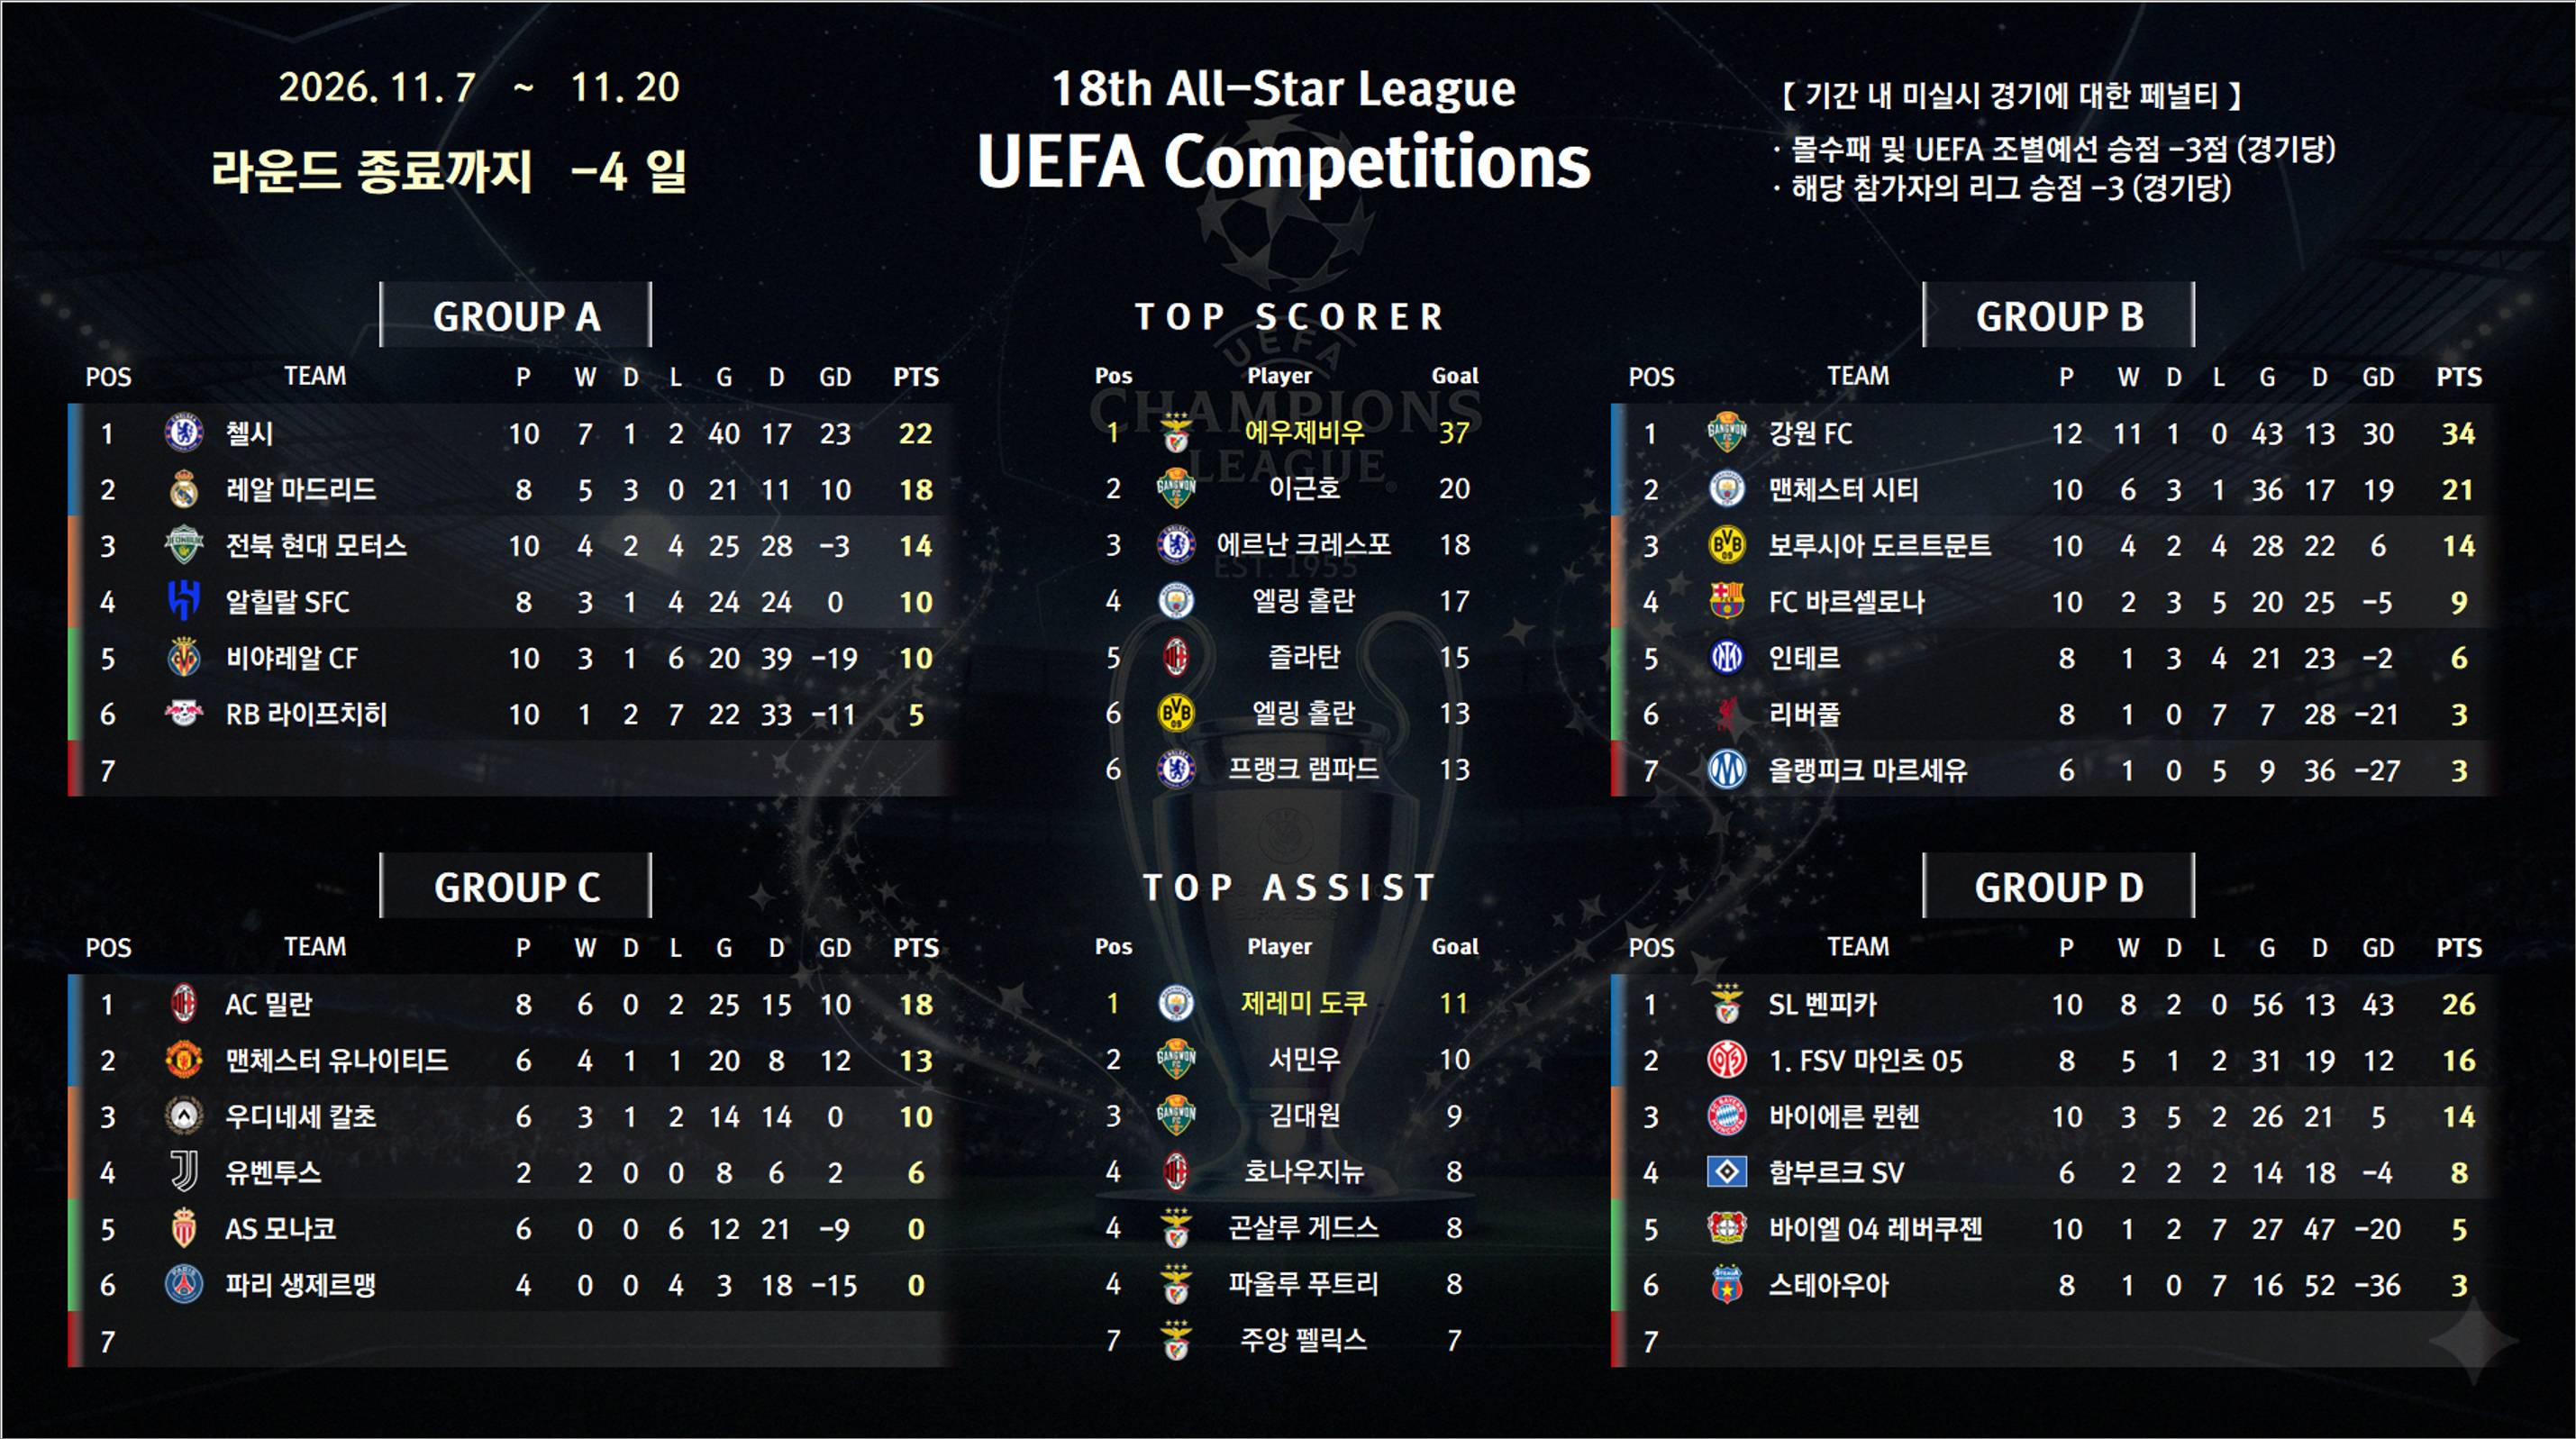 2026. 11. 7 ~ 11. 20
라운드 종료까지 -4 일
18th All-Star League
UEFA Competitions
【 기간 내 미실시 경기에 대한 페널티 】
· 몰수패 및 UEFA 조별예선 승점 -3점 (경기당)
· 해당 참가자의 리그 승점 -3 (경기당)
GROUP A
POS TEAM P W D L G D GD PTS
1 첼시 10 7 1 2 40 17 23 22
2 레알 마드리드 8 5 3 0 21 11 10 18
3 전북 현대 모터스 10 4 2 4 25 28 -3 14
4 알힐랄 SFC 8 3 1 4 24 24 0 10
5 비야레알 CF 10 3 1 6 20 39 -19 10
6 RB 라이프치히 10 1 2 7 22 33 -11 5
7
TOP SCORER
Pos Player Goal
1 에우제비우 37
2 이근호 20
3 에르난 크레스포 18
4 엘링 홀란 17
5 즐라탄 15
6 엘링 홀란 13
6 프랭크 램파드 13
UEFA
CHAMPIONS
LEAGUE
EST. 1955
GROUP B
POS TEAM P W D L G D GD PTS
1 강원 FC 12 11 1 0 43 13 30 34
2 맨체스터 시티 10 6 3 1 36 17 19 21
3 보루시아 도르트문트 10 4 2 4 28 22 6 14
4 FC 바르셀로나 10 2 3 5 20 25 -5 9
5 인테르 8 1 3 4 21 23 -2 6
6 리버풀 8 1 0 7 7 28 -21 3
7 올랭피크 마르세유 6 1 0 5 9 36 -27 3
GROUP C
POS TEAM P W D L G D GD PTS
1 AC 밀란 8 6 0 2 25 15 10 18
2 맨체스터 유나이티드 6 4 1 1 20 8 12 13
3 우디네세 칼초 6 3 1 2 14 14 0 10
4 유벤투스 2 2 0 0 8 6 2 6
5 AS 모나코 6 0 0 6 12 21 -9 0
6 파리 생제르맹 4 0 0 4 3 18 -15 0
7
TOP ASSIST
Pos Player Goal
1 제레미 도쿠 11
2 서민우 10
3 김대원 9
4 호나우지뉴 8
4 곤살루 게드스 8
4 파울루 푸트리 8
7 주앙 펠릭스 7
GROUP D
POS TEAM P W D L G D GD PTS
1 SL 벤피카 10 8 2 0 56 13 43 26
2 1. FSV 마인츠 05 8 5 1 2 31 19 12 16
3 바이에른 뮌헨 10 3 5 2 26 21 5 14
4 함부르크 SV 6 2 2 2 14 18 -4 8
5 바이엘 04 레버쿠젠 10 1 2 7 27 47 -20 5
6 스테아우아 8 1 0 7 16 52 -36 3
7